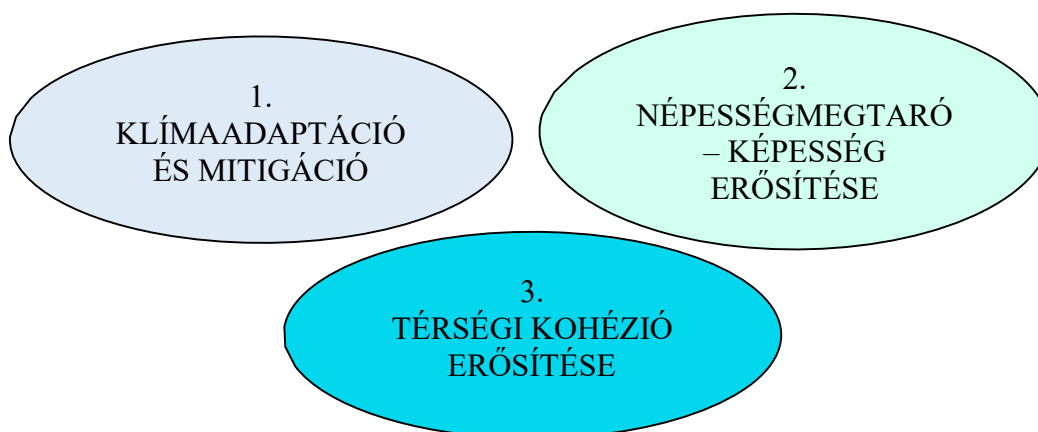 1.
KLÍMAADAPTÁCIÓ
ÉS MITIGÁCIÓ
2.
NÉPESSÉGMEGTARÓ
– KÉPESSÉG
ERŐSÍTÉSE
3.
TÉRSÉGI KOHÉZIÓ
ERŐSÍTÉSE